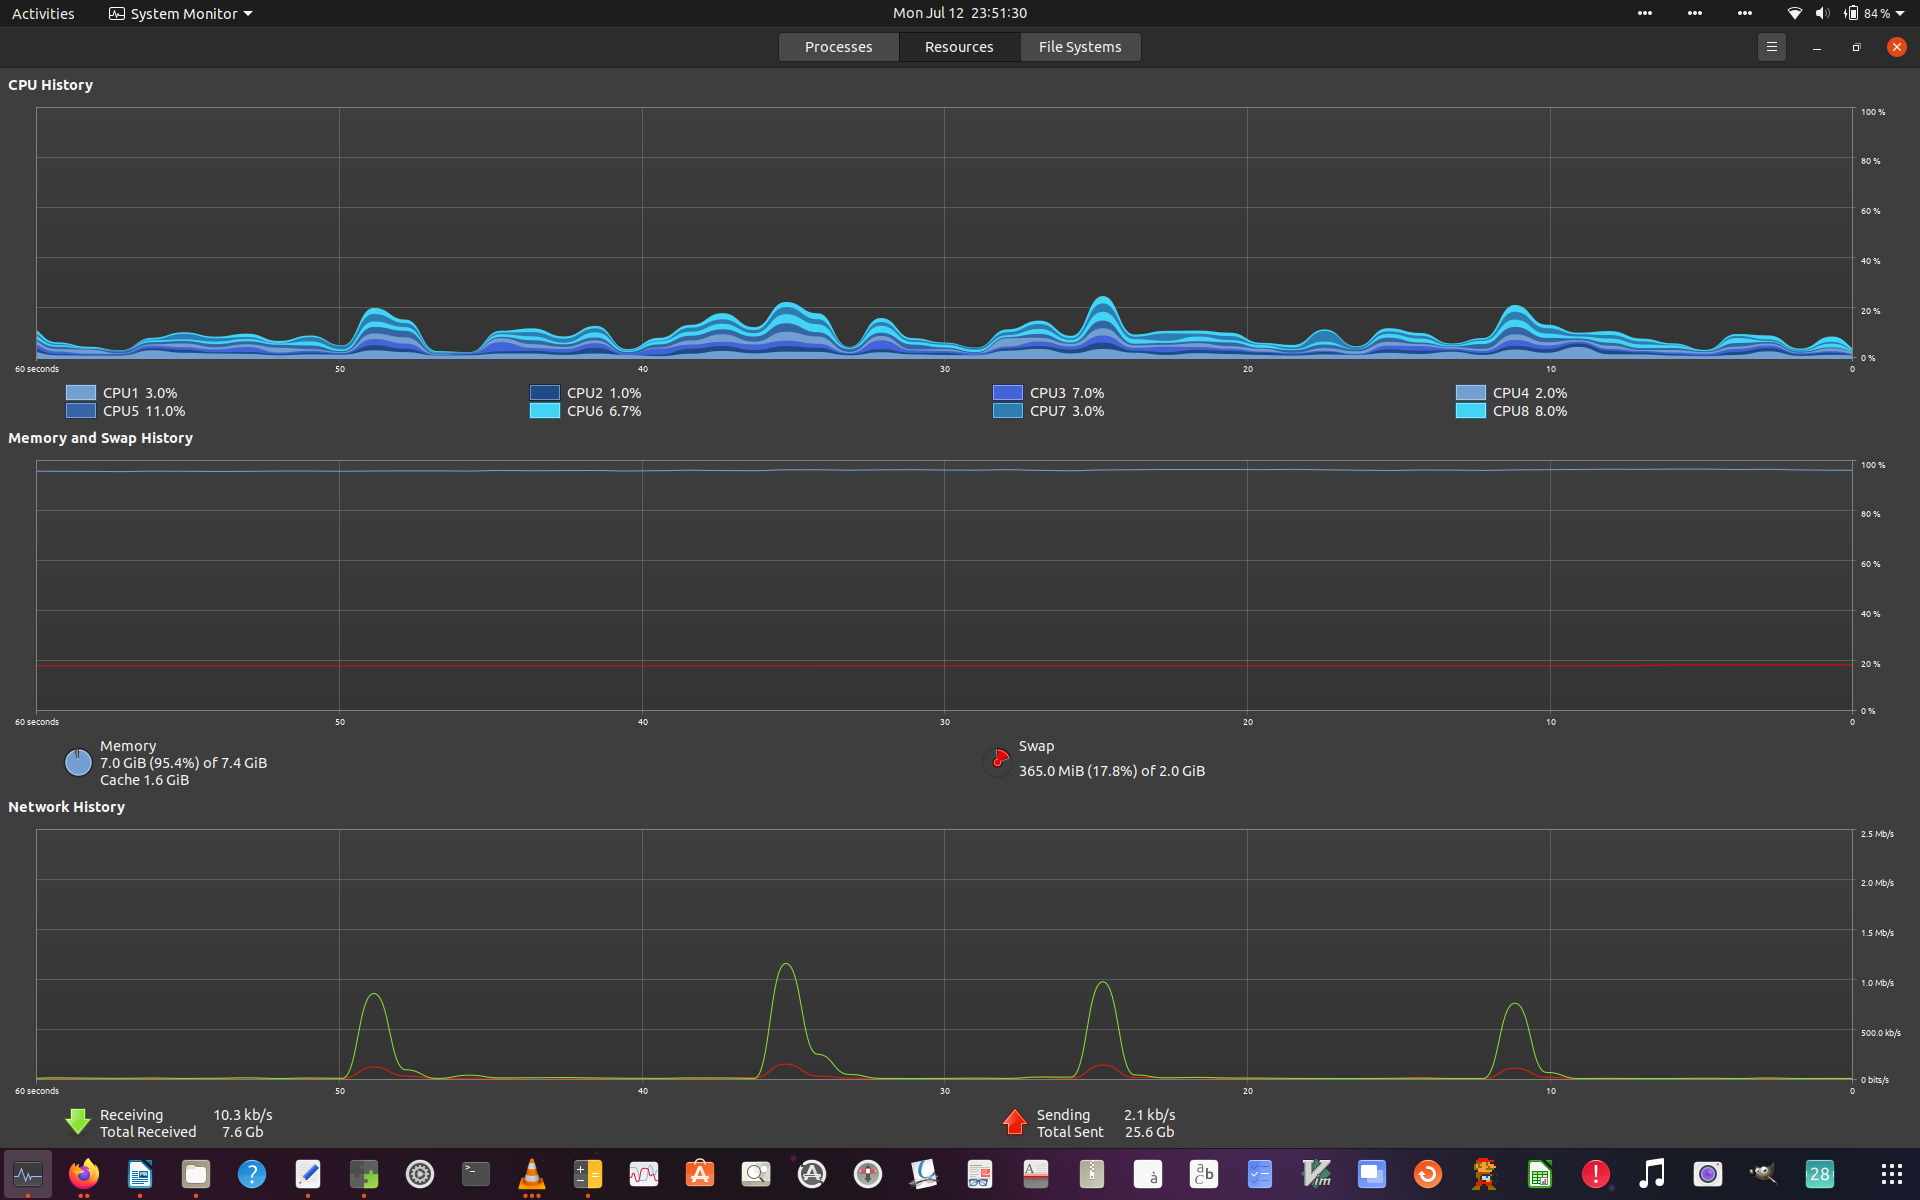 Activities System Monitor Mon Jul 12 23:51:30 84 %
Processes Resources File Systems
CPU History
100 %
80 %
60 %
40 %
20 %
0 %
60 seconds 50 40 30 20 10 0
CPU1 3.0% CPU2 1.0% CPU3 7.0% CPU4 2.0%
CPU5 11.0% CPU6 6.7% CPU7 3.0% CPU8 8.0%
Memory and Swap History
100 %
80 %
60 %
40 %
20 %
0 %
60 seconds 50 40 30 20 10 0
Memory Swap
7.0 GiB (95.4%) of 7.4 GiB 365.0 MiB (17.8%) of 2.0 GiB
Cache 1.6 GiB
Network History
2.5 Mb/s
2.0 Mb/s
1.5 Mb/s
1.0 Mb/s
500.0 kb/s
0 bits/s
60 seconds 50 40 30 20 10 0
Receiving 10.3 kb/s Sending 2.1 kb/s
Total Received 7.6 Gb Total Sent 25.6 Gb
? >_ A A à a b c Vim ! 28